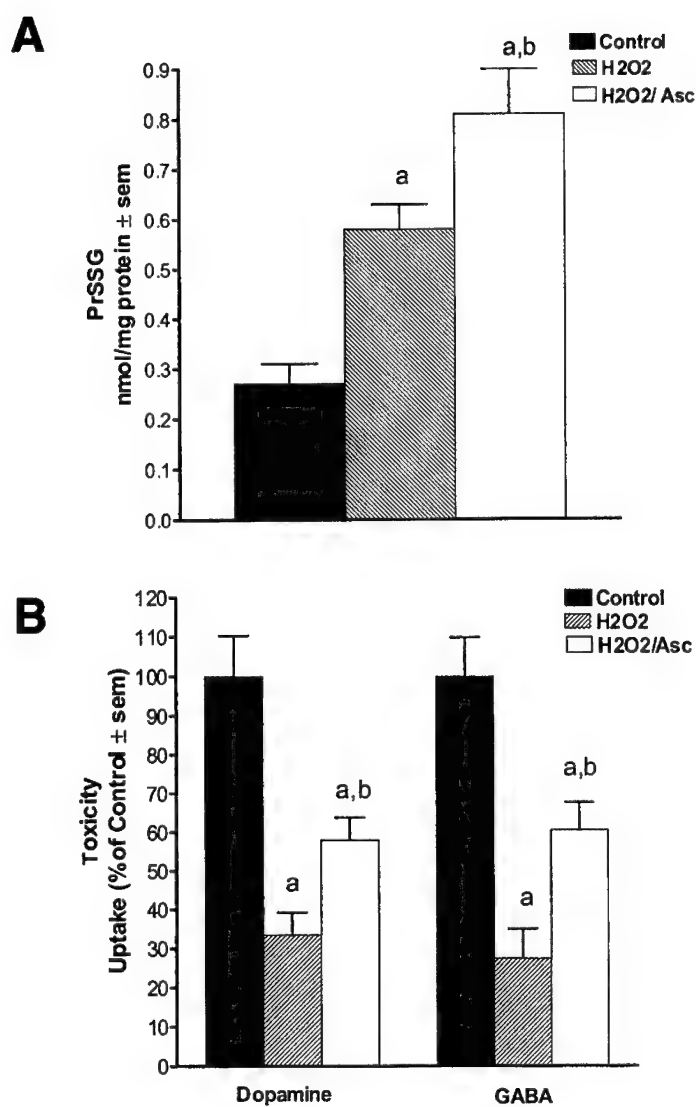 A
Control
H2O2
H2O2/ Asc
a,b
a
0.9
0.8
0.7
0.6
0.5
0.4
0.3
0.2
0.1
0.0
PrSSG
nmol/mg protein ± sem
B
Control
H2O2
H2O2/Asc
120
110
100
90
80
70
60
50
40
30
20
10
0
Toxicity
Uptake (% of Control ± sem)
a
a,b
a
a,b
Dopamine
GABA